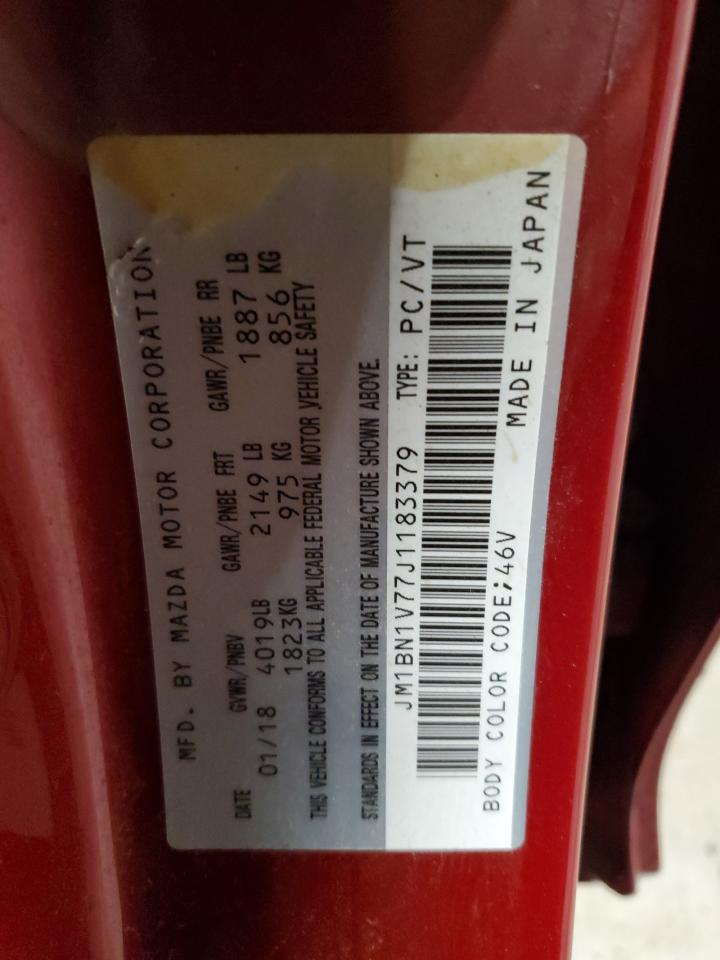 MFD. BY MAZDA MOTOR CORPORATION
DATE GVWR/PNBV GAWR/PNBE FRT GAWR/PNBE RR
01/18 4019LB 2149 LB 1887 LB
1823KG 975 KG 856 KG
THIS VEHICLE CONFORMS TO ALL APPLICABLE FEDERAL MOTOR VEHICLE SAFETY
STANDARDS IN EFFECT ON THE DATE OF MANUFACTURE SHOWN ABOVE.
JM1BN1V77J1183379 TYPE: PC/VT
BODY COLOR CODE;46V MADE IN JAPAN